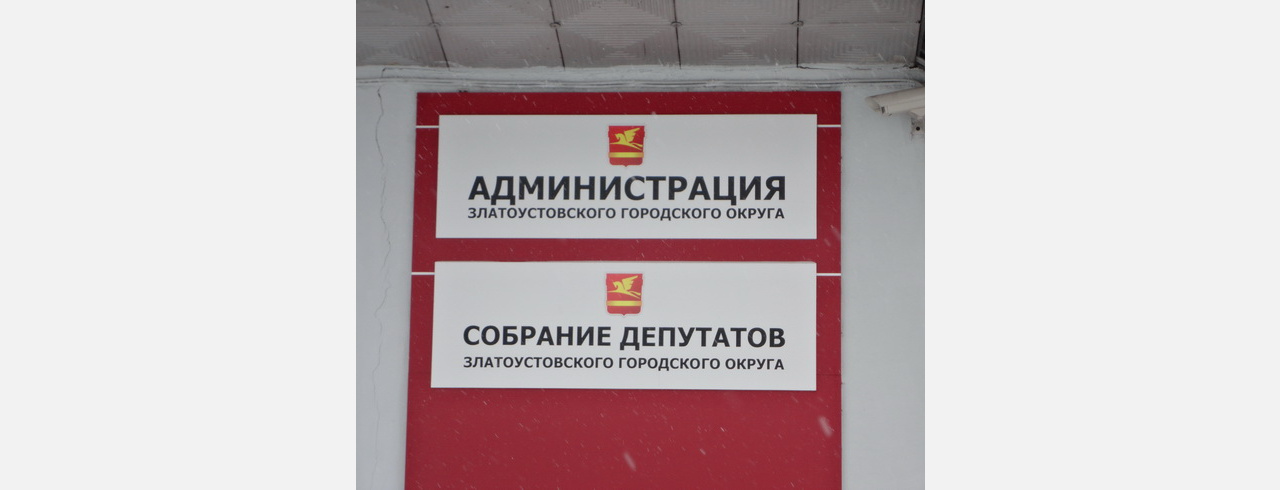 АДМИНИСТРАЦИЯ
ЗЛАТОУСТОВСКОГО ГОРОДСКОГО ОКРУГА
СОБРАНИЕ ДЕПУТАТОВ
ЗЛАТОУСТОВСКОГО ГОРОДСКОГО ОКРУГА